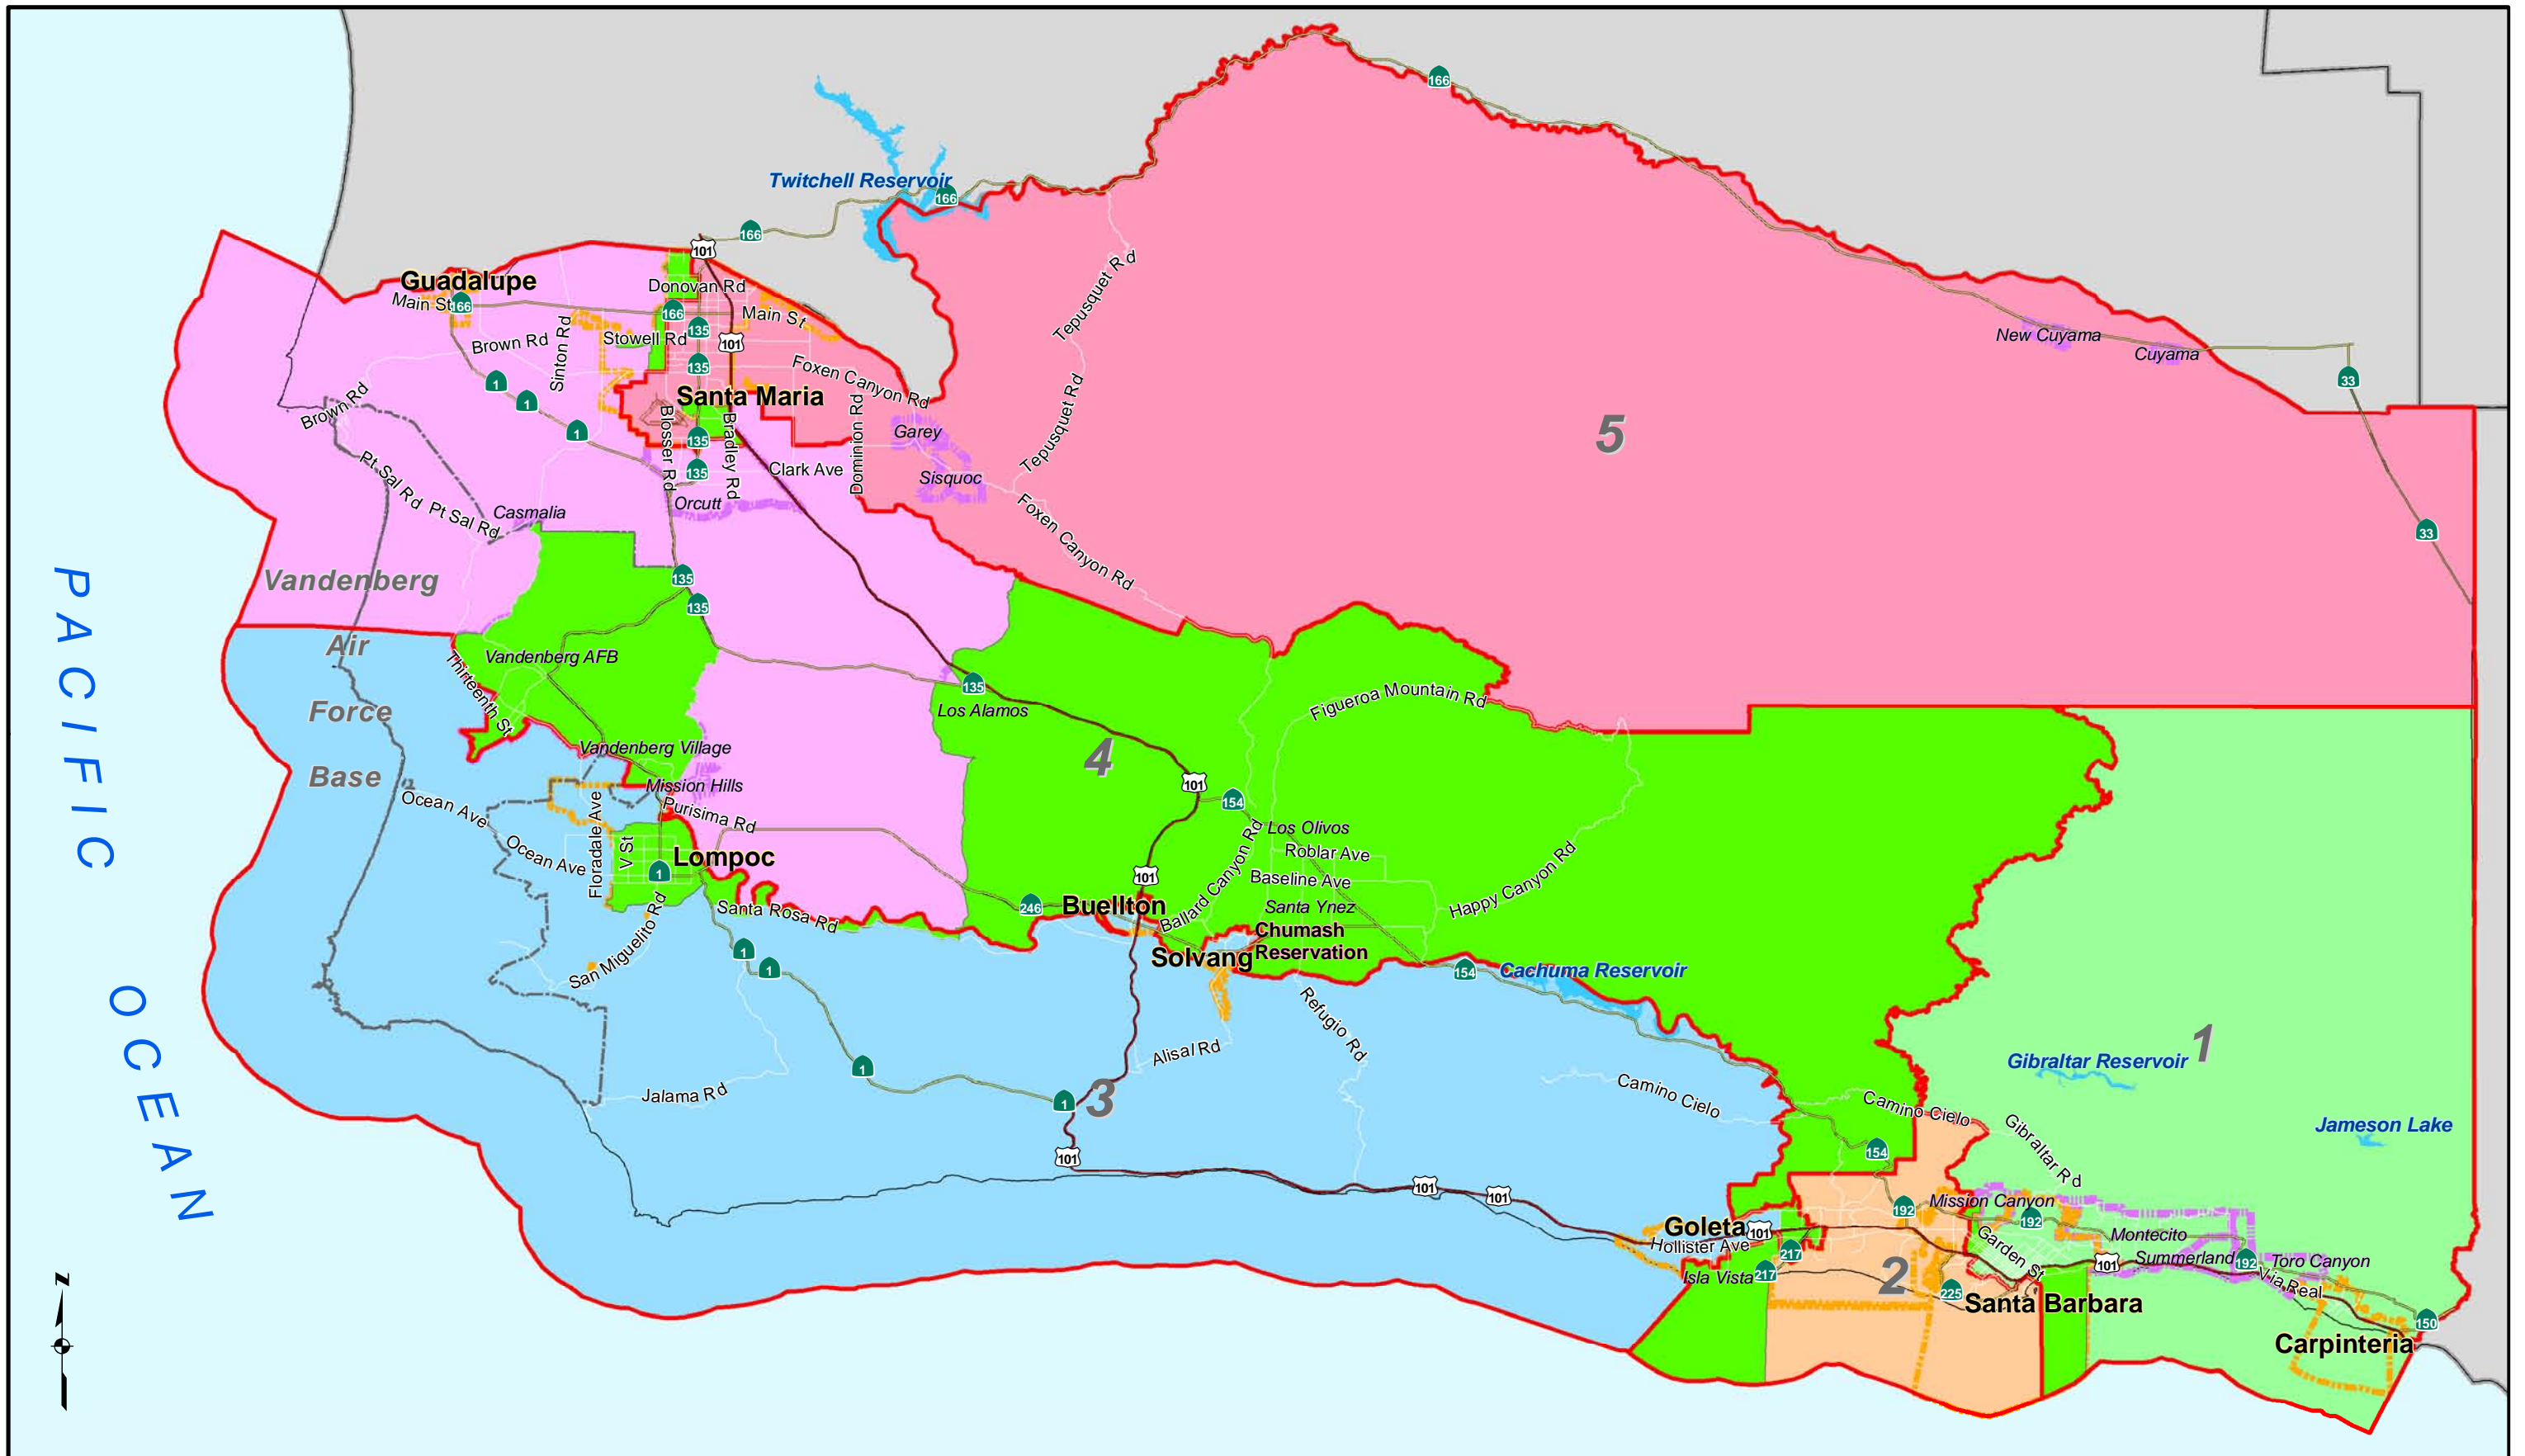 166
Twitchell Reservoir
166
166
101
Guadalupe
Main St
166
Donovan Rd
166
Main St
135
Stowell Rd
101
Brown Rd
Sinton Rd
135
Foxen Canyon Rd
Tepusquet Rd
New Cuyama
Cuyama
33
1
1
Santa Maria
Brown Rd
1
Blosser Rd
135
Bradley Rd
Dominion Rd
Garey
Tepusquet Rd
5
135
Clark Ave
Pt Sal Rd
Pt Sal Rd
Casmalia
Orcutt
Sisquoc
Foxen Canyon Rd
33
Vandenberg
Air
Force
Base
PACIFIC
OCEAN
135
135
Vandenberg AFB
Thirteenth St
135
Los Alamos
Figueroa Mountain Rd
4
Vandenberg Village
Mission Hills
Purisima Rd
101
154
Ocean Ave
Ocean Ave
Floradale Ave
V St
Lompoc
1
Los Olivos
Roblar Ave
Baseline Ave
Ballard Canyon Rd
Happy Canyon Rd
101
246
Buellton
Santa Ynez
Chumash
Reservation
Solvang
Santa Rosa Rd
San Miguelito Rd
1
1
154
Cachuma Reservoir
Refugio Rd
Alisal Rd
1
Jalama Rd
1
3
Camino Cielo
Camino Cielo
Gibraltar Reservoir
1
Gibraltar Rd
Jameson Lake
101
154
101
101
192
Mission Canyon
192
Goleta
101
Hollister Ave
217
Isla Vista
217
2
225
Garden St
Santa Barbara
Montecito
101
Summerland
192
Toro Canyon
Via Real
150
Carpinteria
N